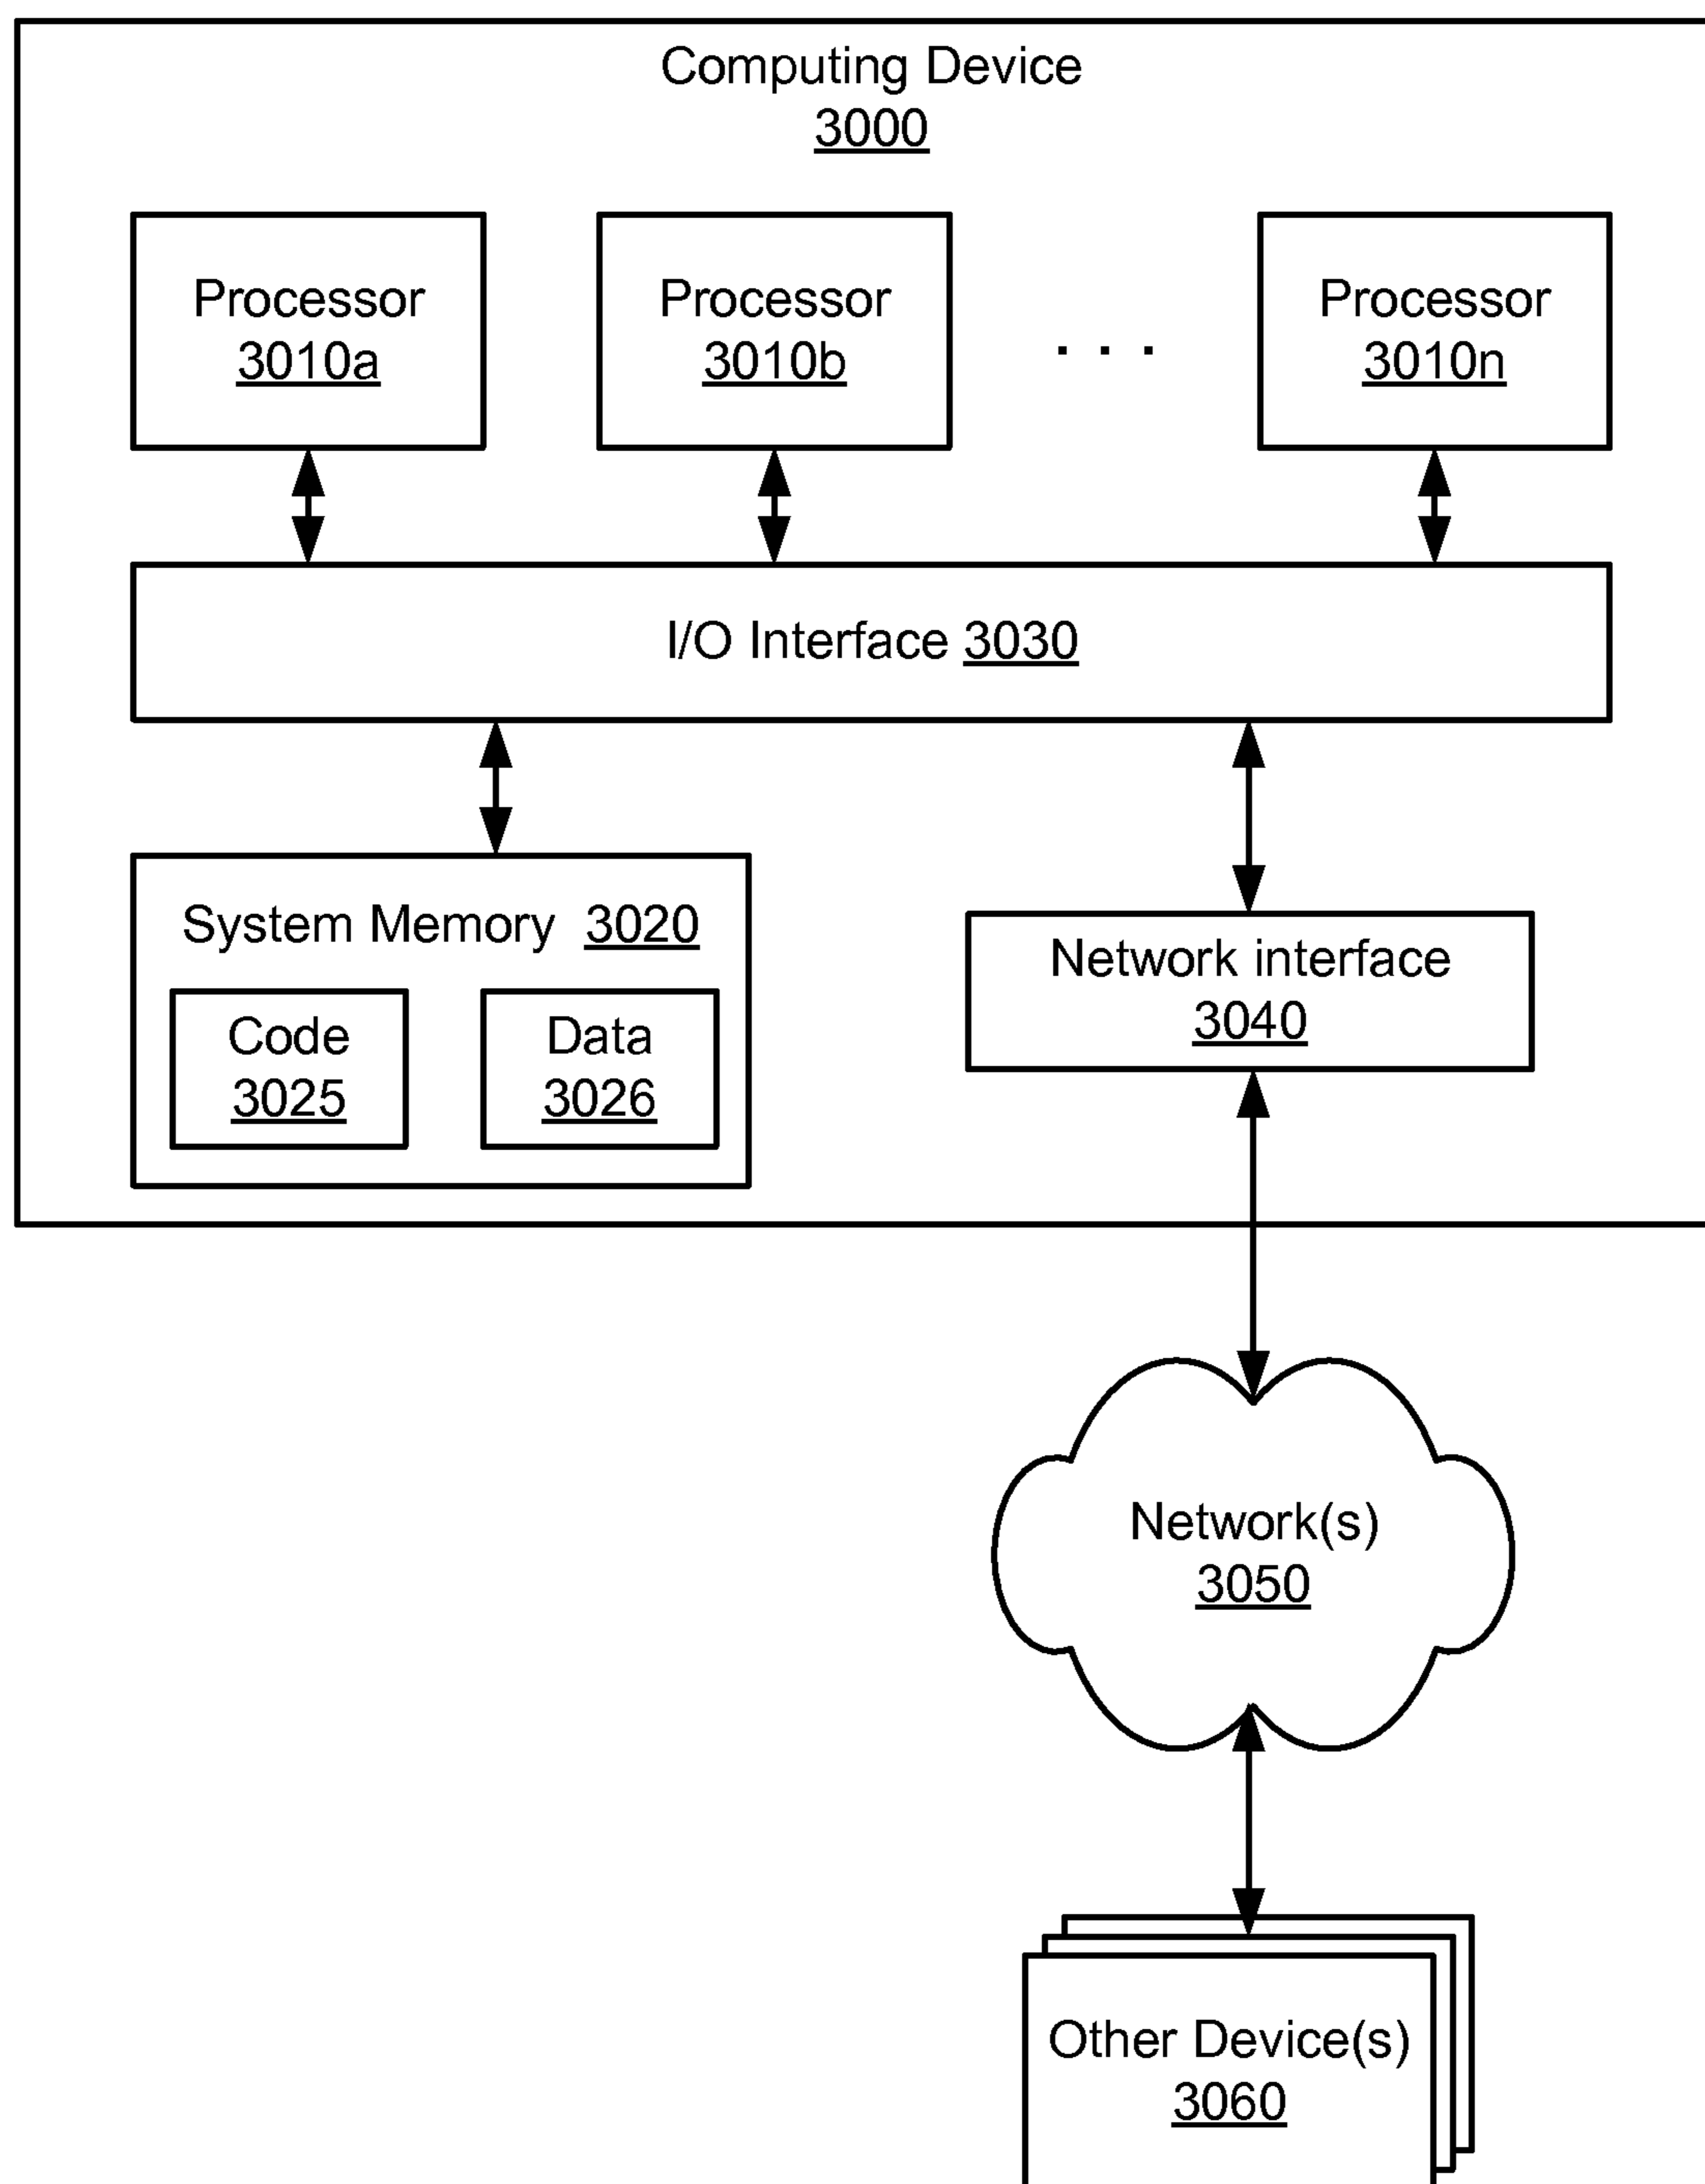 Computing Device
3000
Processor
3010a
Processor
3010b
. . .
Processor
3010n
I/O Interface 3030
System Memory 3020
Code
3025
Data
3026
Network interface
3040
Network(s)
3050
Other Device(s)
3060